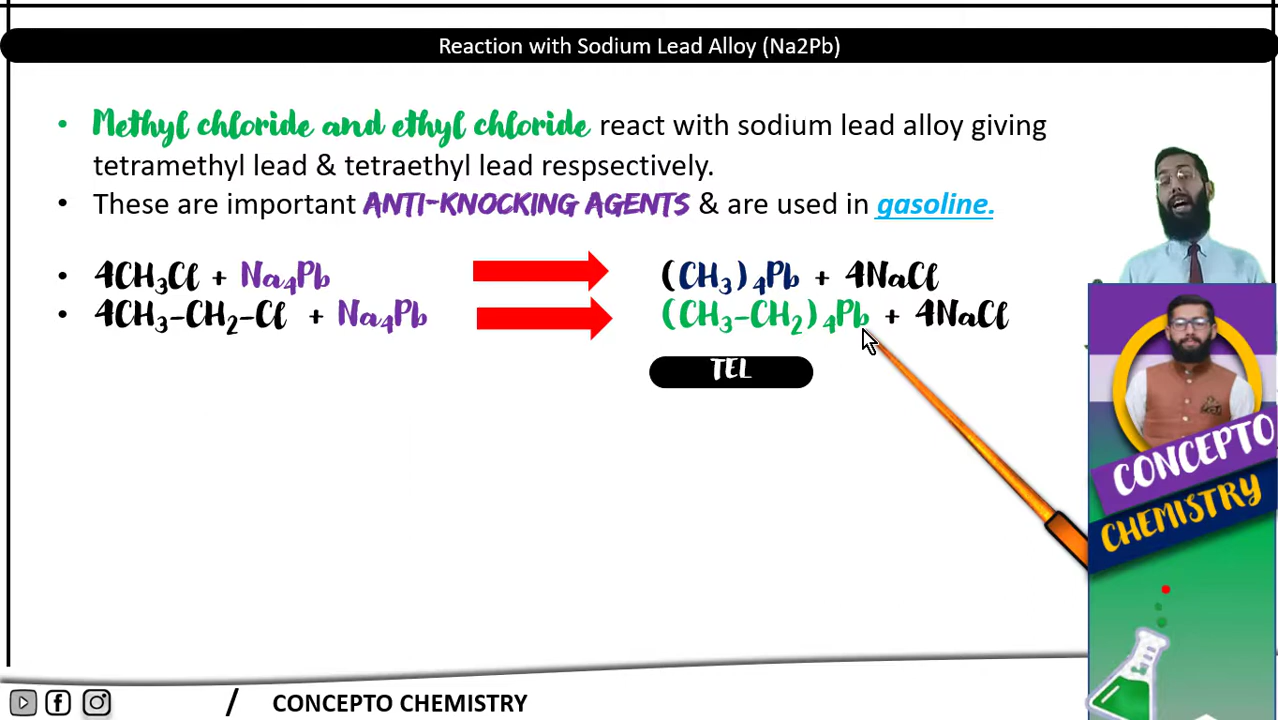 Reaction with Sodium Lead Alloy (Na2Pb)
• Methyl chloride and ethyl chloride react with sodium lead alloy giving
tetramethyl lead & tetraethyl lead respsectively.
• These are important ANTI-KNOCKING AGENTS & are used in gasoline.
• 4CH₃Cl + Na₄Pb (CH₃)₄Pb + 4NaCl
• 4CH₃-CH₂-Cl + Na₄Pb (CH₃-CH₂)₄Pb + 4NaCl
TEL
CONCEPTO
CHEMISTRY
/ CONCEPTO CHEMISTRY